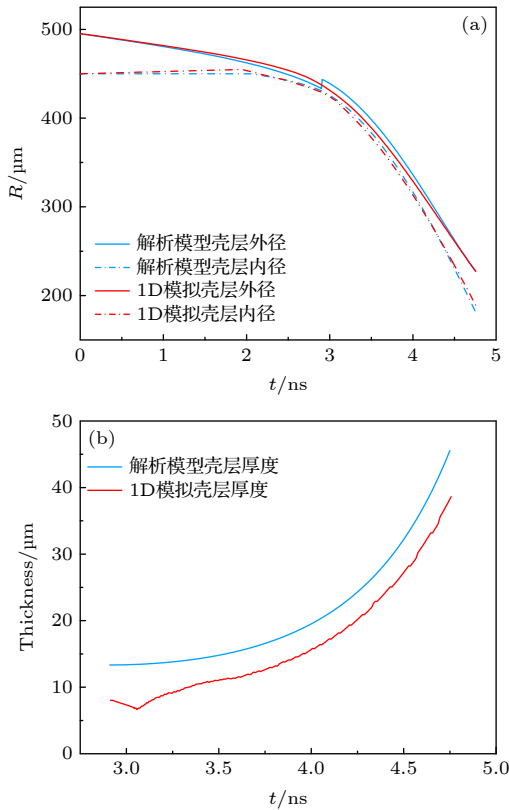 (a)
500
400
300
200
R/μm
解析模型壳层外径
解析模型壳层内径
1D模拟壳层外径
1D模拟壳层内径
0
1
2
3
4
5
t/ns
(b)
50
40
30
20
10
0
Thickness/μm
解析模型壳层厚度
1D模拟壳层厚度
3.0
3.5
4.0
4.5
5.0
t/ns